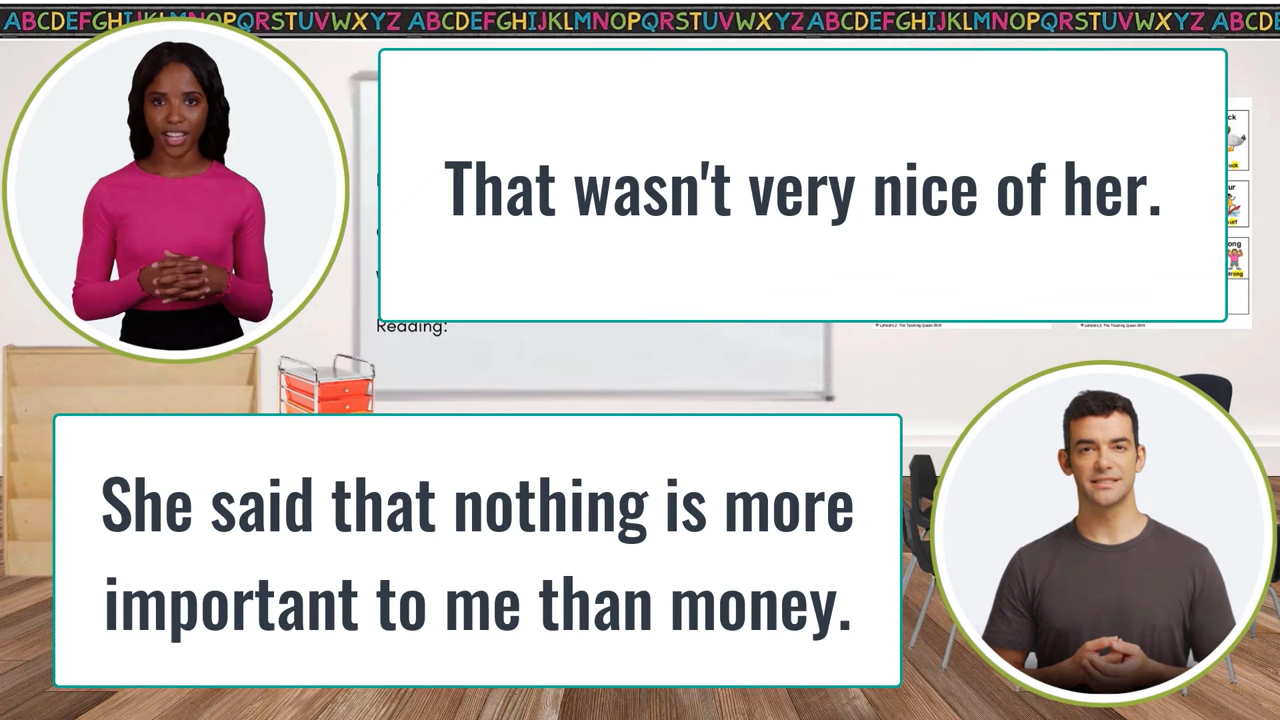 ABCDEFGHIJKLMNOPQRSTUVWXYZ ABCDEFGHIJKLMNOPQRSTUVWXYZ ABCDEFGHIJKLMNOPQRSTUVWXYZ ABCDE
That wasn't very nice of her.
Reading:
She said that nothing is more
important to me than money.